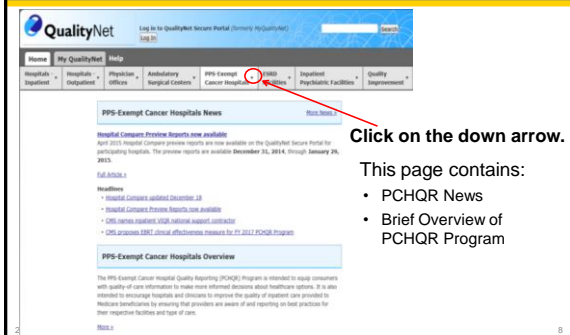 QualityNet
Log in to QualityNet Secure Portal (formerly MyQualityNet)
Log In
Search
Home My QualityNet Help
Hospitals - Inpatient
Hospitals - Outpatient
Physician Offices
Ambulatory Surgical Centers
PPS-Exempt Cancer Hospitals
ESRD Facilities
Inpatient Psychiatric Facilities
Quality Improvement
PPS-Exempt Cancer Hospitals News
More News »
Hospital Compare Preview Reports now available
April 2015 Hospital Compare Preview Reports are now available on the QualityNet Secure Portal for
participating hospitals. The preview reports are available December 31, 2014, through January 29,
2015.
Full Article »
Headlines
• Hospital Compare updated December 18
• Hospital Compare Preview Reports now available
• CMS names inpatient VIQR national support contractor
• CMS proposes EBRT clinical effectiveness measure for FY 2017 PCHQR Program
PPS-Exempt Cancer Hospitals Overview
The PPS-Exempt Cancer Hospital Quality Reporting (PCHQR) Program is intended to equip consumers
with quality-of-care information to make more informed decisions about healthcare options. It is also
intended to encourage hospitals and clinicians to improve the quality of inpatient care provided to
Medicare beneficiaries by ensuring that providers are aware of and reporting on best practices for
their respective facilities and type of care.
More »
Click on the down arrow.
This page contains:
• PCHQR News
• Brief Overview of
PCHQR Program
2
8